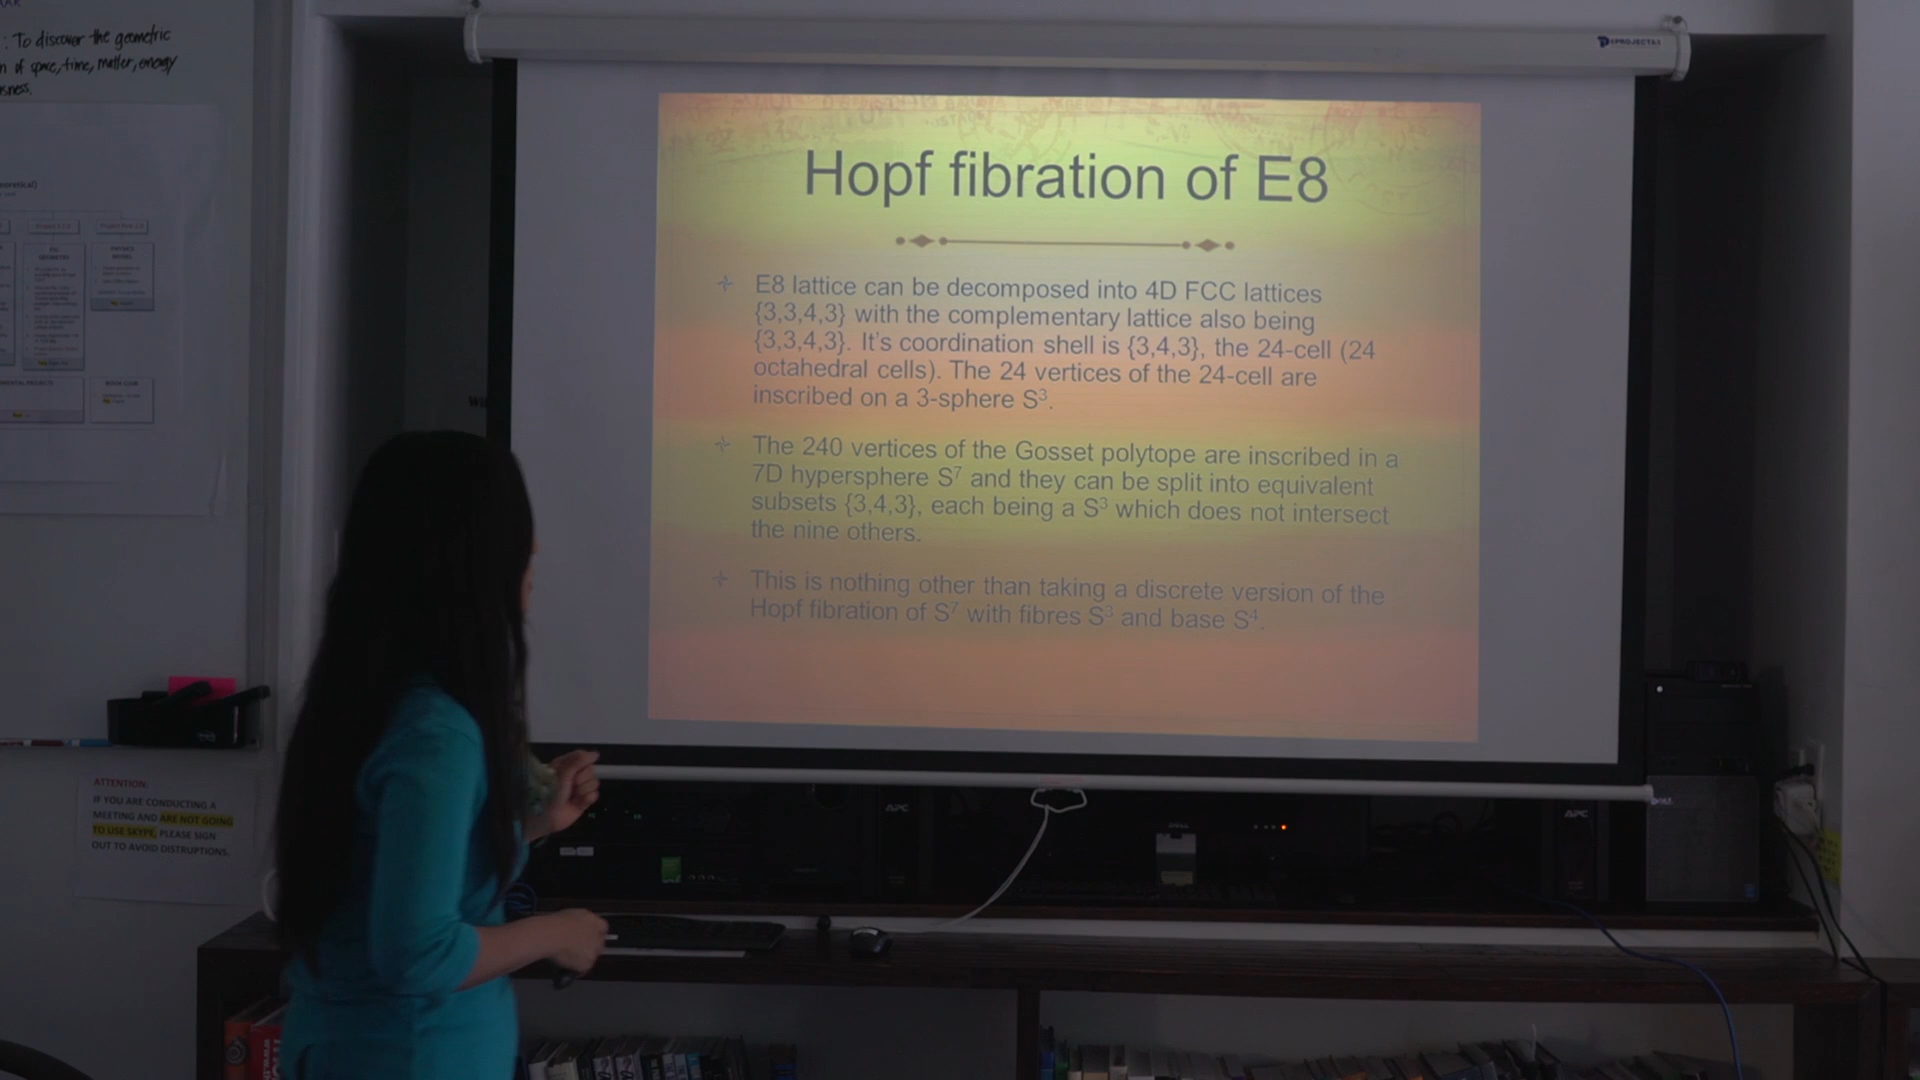 : To discover the geometric
n of space, time, matter, energy
sness.
Hopf fibration of E8
E8 lattice can be decomposed into 4D FCC lattices
{3,3,4,3} with the complementary lattice also being
{3,3,4,3}. It's coordination shell is {3,4,3}, the 24-cell (24
octahedral cells). The 24 vertices of the 24-cell are
inscribed on a 3-sphere S³.
The 240 vertices of the Gosset polytope are inscribed in a
7D hypersphere S⁷ and they can be split into equivalent
subsets {3,4,3}, each being a S³ which does not intersect
the nine others.
This is nothing other than taking a discrete version of the
Hopf fibration of S⁷ with fibres S³ and base S⁴.
ATTENTION:
IF YOU ARE CONDUCTING A
MEETING AND ARE NOT GOING
TO USE SKYPE, PLEASE SIGN
OUT TO AVOID DISTRUPTIONS.
BOOK CLUB
APC
APC
DELL